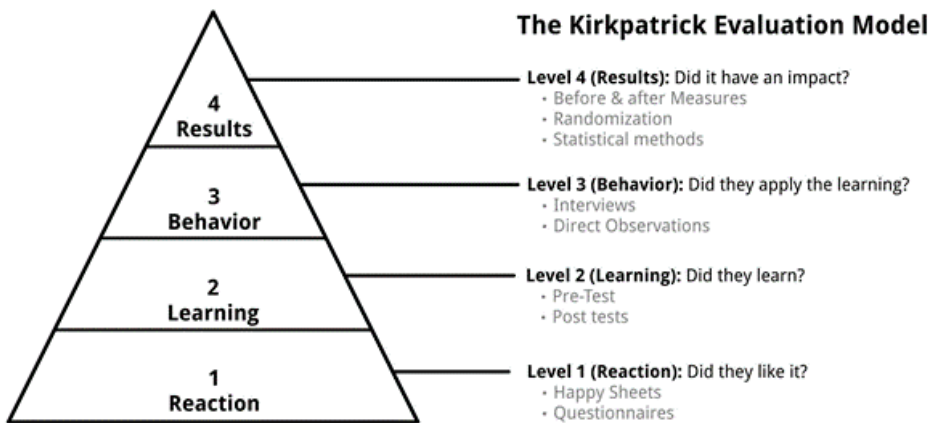 The Kirkpatrick Evaluation Model
4
Results
Level 4 (Results): Did it have an impact?
· Before & after Measures
· Randomization
· Statistical methods
3
Behavior
Level 3 (Behavior): Did they apply the learning?
· Interviews
· Direct Observations
2
Learning
Level 2 (Learning): Did they learn?
· Pre-Test
· Post tests
1
Reaction
Level 1 (Reaction): Did they like it?
· Happy Sheets
· Questionnaires